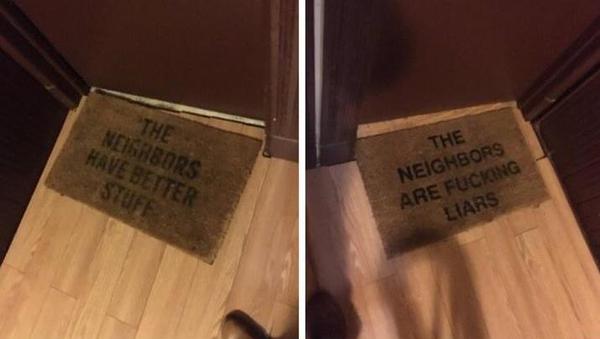 THE
NEIGHBORS
HAVE BETTER
STUFF
THE
NEIGHBORS
ARE FUCKING
LIARS